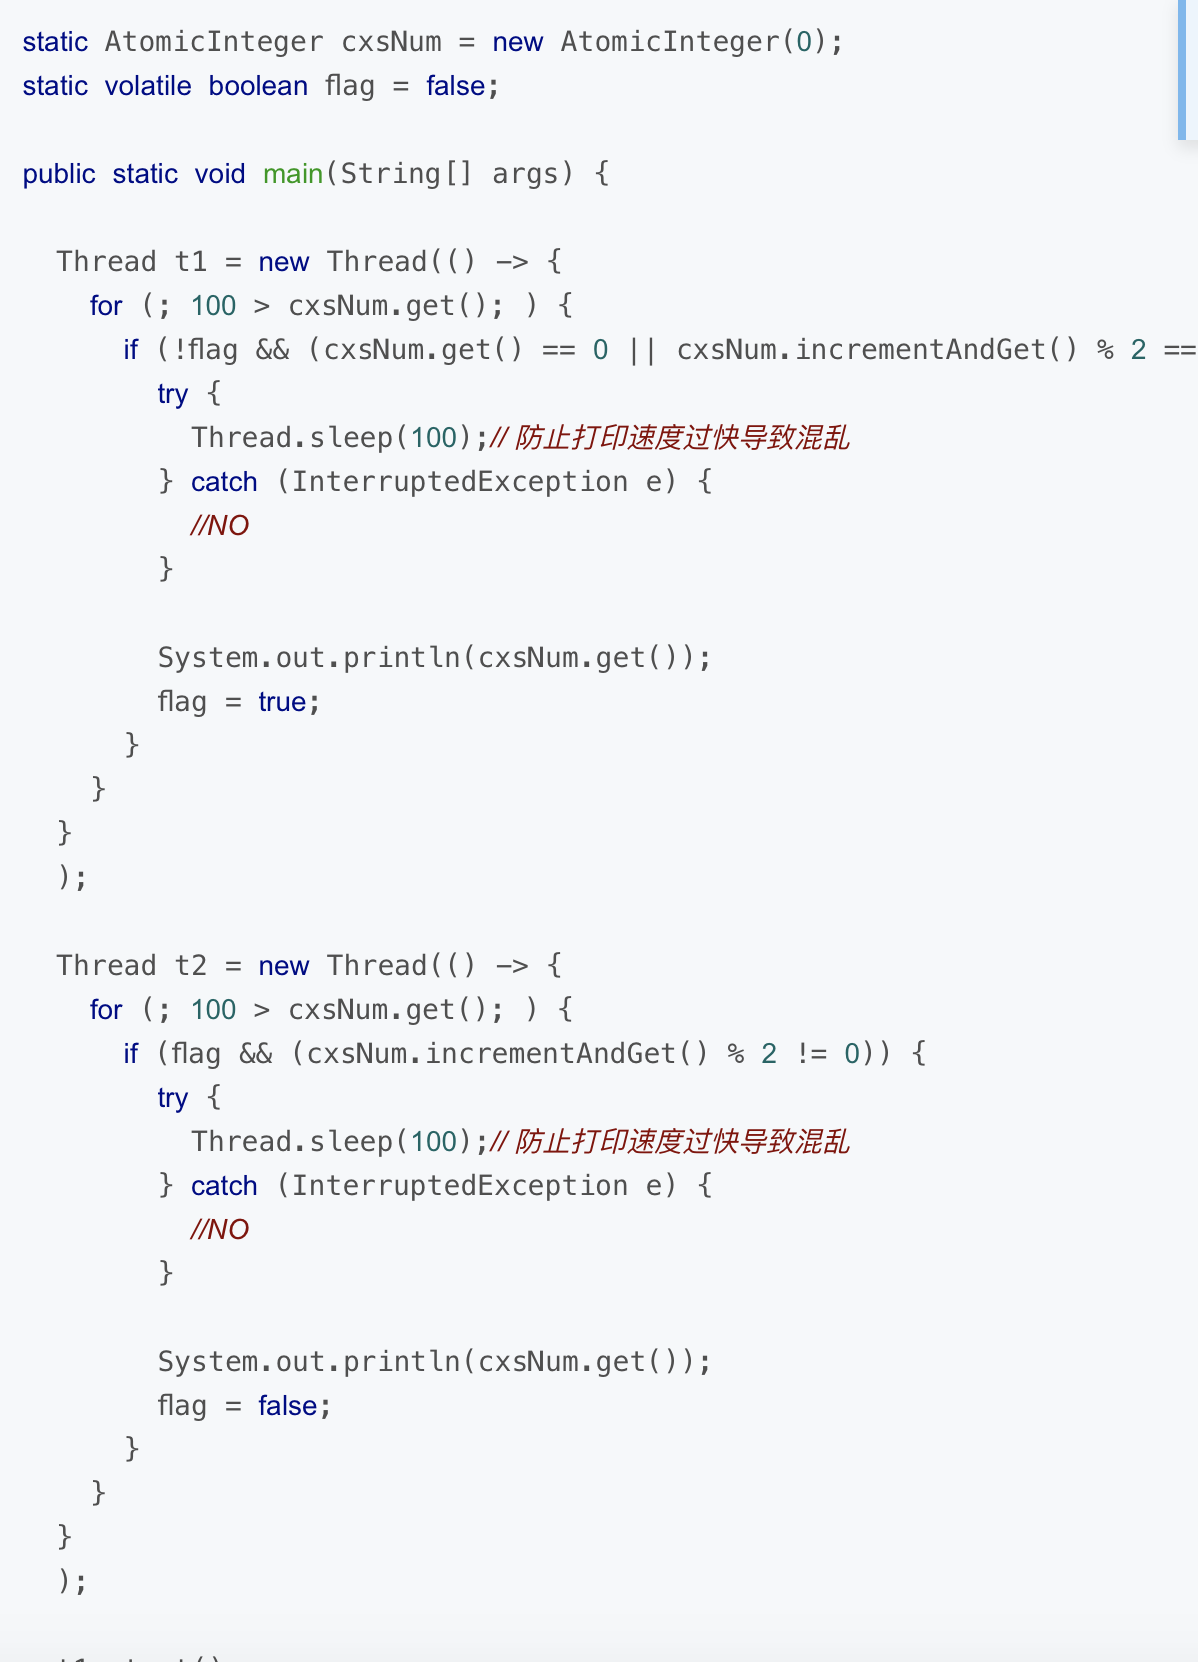 static AtomicInteger cxsNum = new AtomicInteger(0);
static volatile boolean flag = false;
public static void main(String[] args) {
Thread t1 = new Thread(() -> {
for (; 100 > cxsNum.get(); ) {
if (!flag && (cxsNum.get() == 0 || cxsNum.incrementAndGet() % 2 ==
try {
Thread.sleep(100);// 防止打印速度过快导致混乱
} catch (InterruptedException e) {
//NO
}
System.out.println(cxsNum.get());
flag = true;
}
}
}
);
Thread t2 = new Thread(() -> {
for (; 100 > cxsNum.get(); ) {
if (flag && (cxsNum.incrementAndGet() % 2 != 0)) {
try {
Thread.sleep(100);// 防止打印速度过快导致混乱
} catch (InterruptedException e) {
//NO
}
System.out.println(cxsNum.get());
flag = false;
}
}
}
);